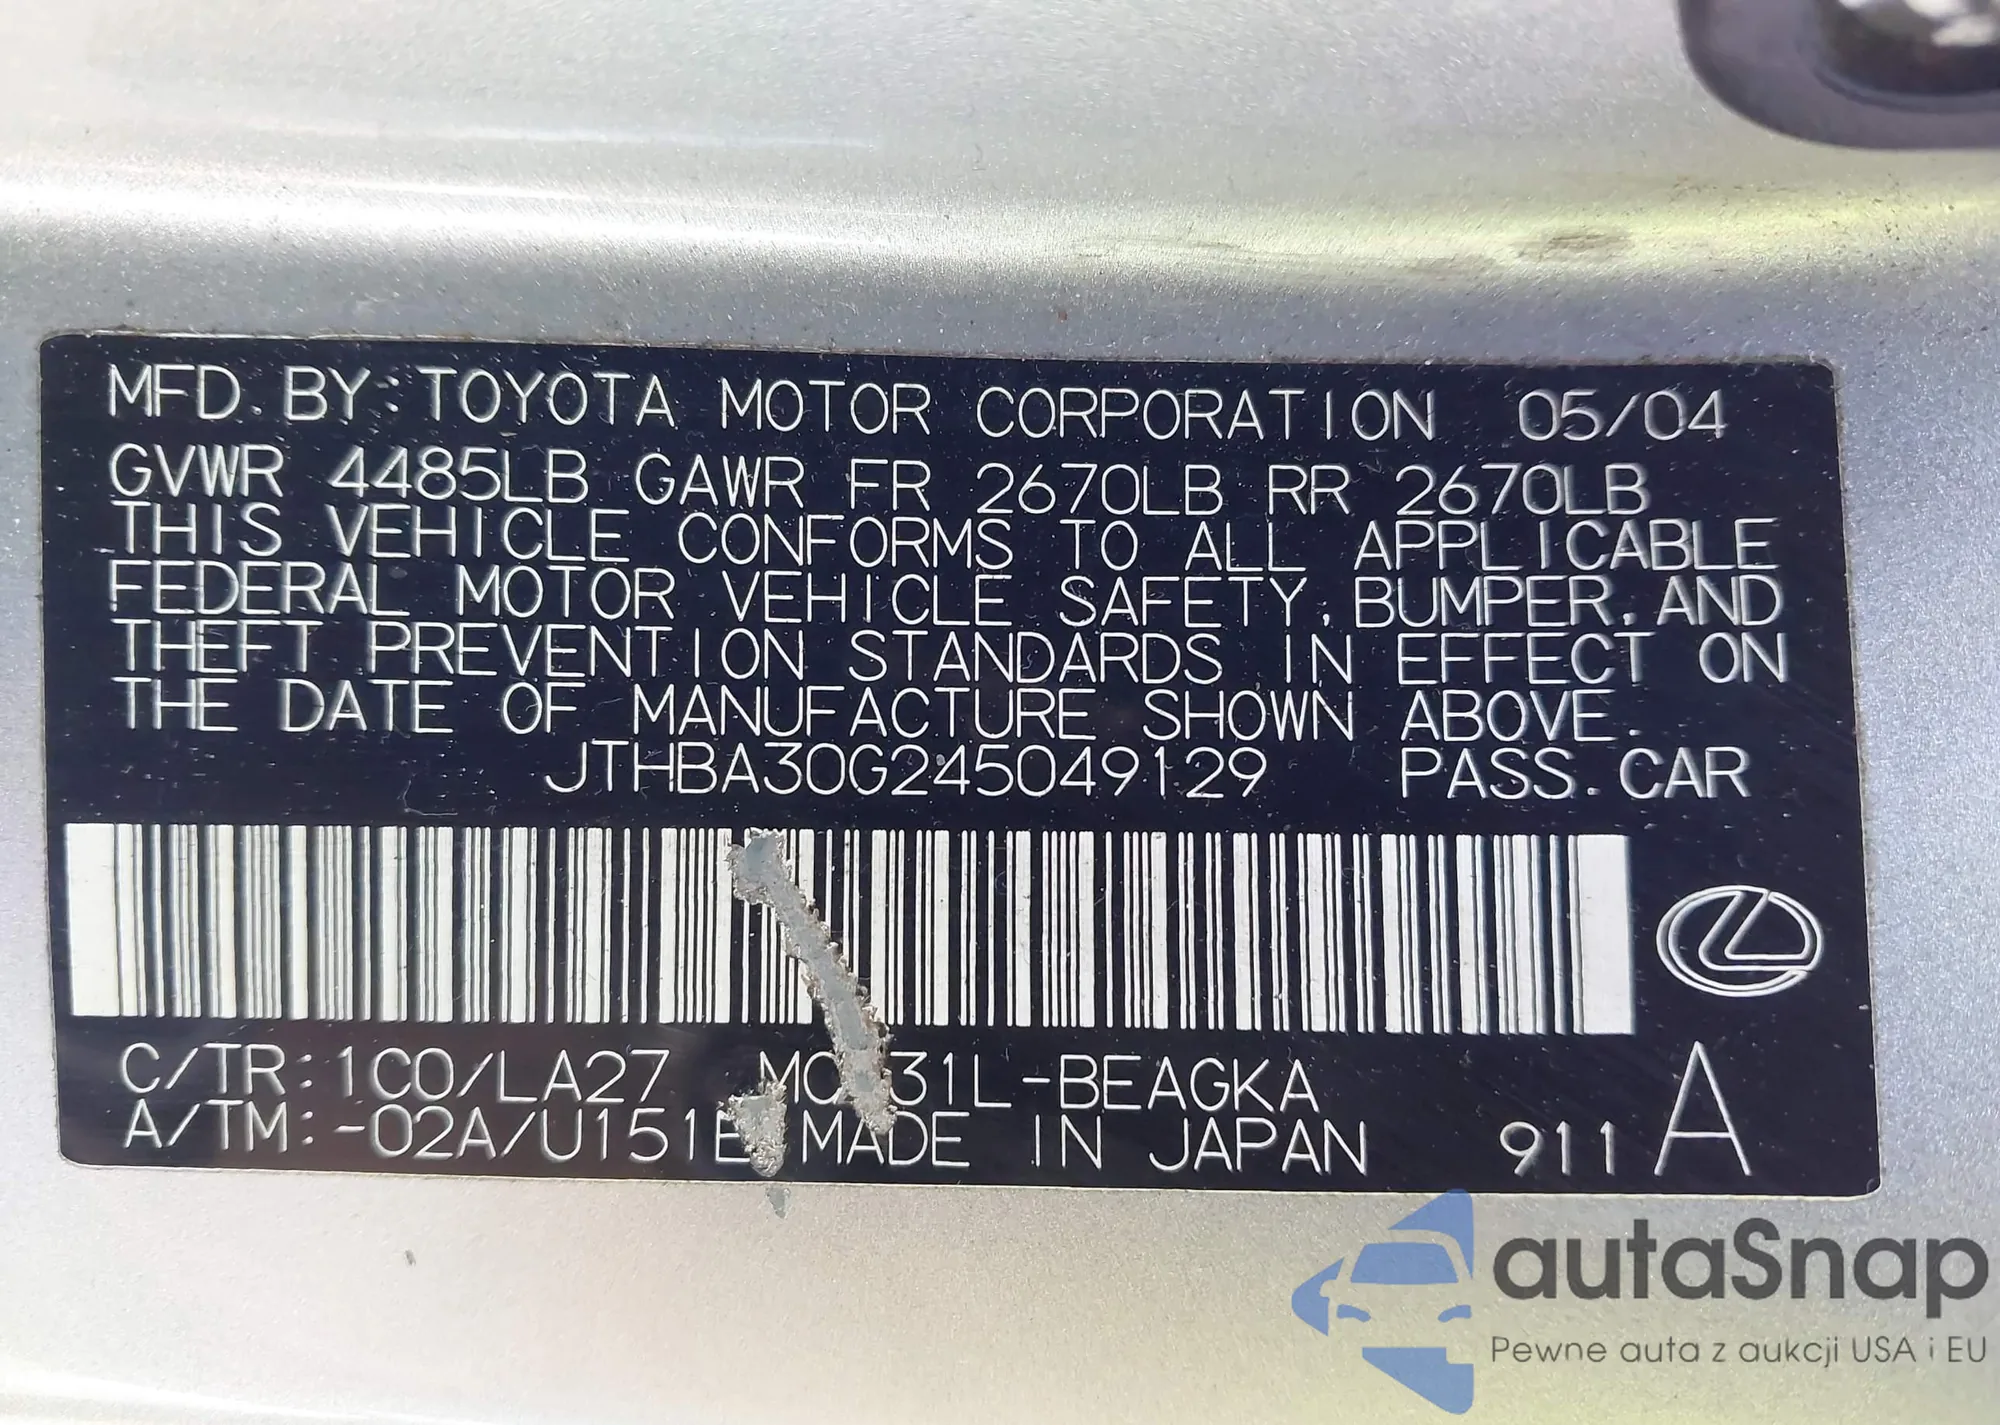 MFD. BY: TOYOTA MOTOR CORPORATION 05/04
GVWR 4485LB GAWR FR 2670LB RR 2670LB
THIS VEHICLE CONFORMS TO ALL APPLICABLE
FEDERAL MOTOR VEHICLE SAFETY, BUMPER, AND
THEFT PREVENTION STANDARDS IN EFFECT ON
THE DATE OF MANUFACTURE SHOWN ABOVE.
JTHBA30G245049129 PASS. CAR
C/TR: 1C0/LA27 31L-BEAGKA
A/TM: -02A/U151E MADE IN JAPAN 911 A
autaSnap
Pewne auta z aukcji USA i EU